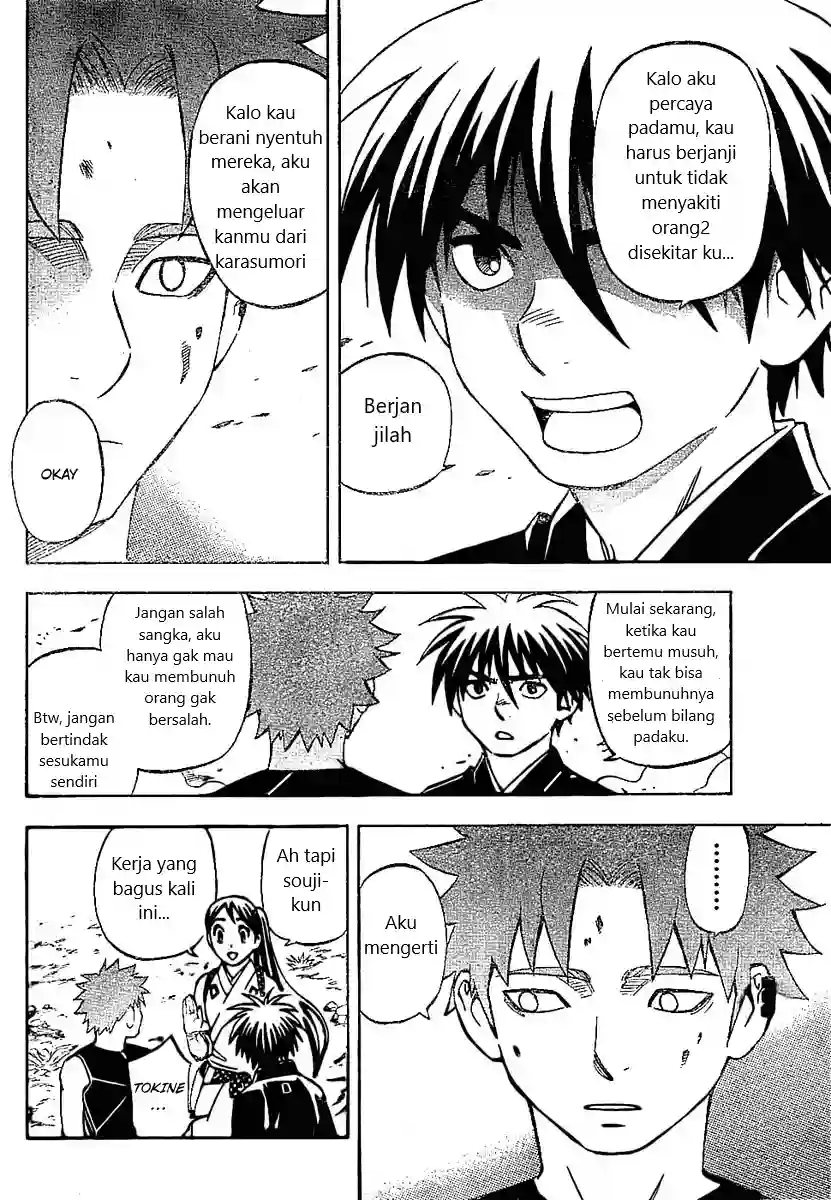 Kalo aku
percaya
padamu, kau
harus berjanji
untuk tidak
menyakiti
orang2
disekitar ku...
Berjan
jilah
Kalo kau
berani nyentuh
mereka, aku
akan
mengeluar
kanmu dari
karasumori
OKAY
Mulai sekarang,
ketika kau
bertemu musuh,
kau tak bisa
membunuhnya
sebelum bilang
padaku.
Jangan salah
sangka, aku
hanya gak mau
kau membunuh
orang gak
bersalah.
Btw, jangan
bertindak
sesukamu
sendiri
.........
Aku
mengerti
Ah tapi
souji-
kun
Kerja yang
bagus kali
ini...
TOKINE
...